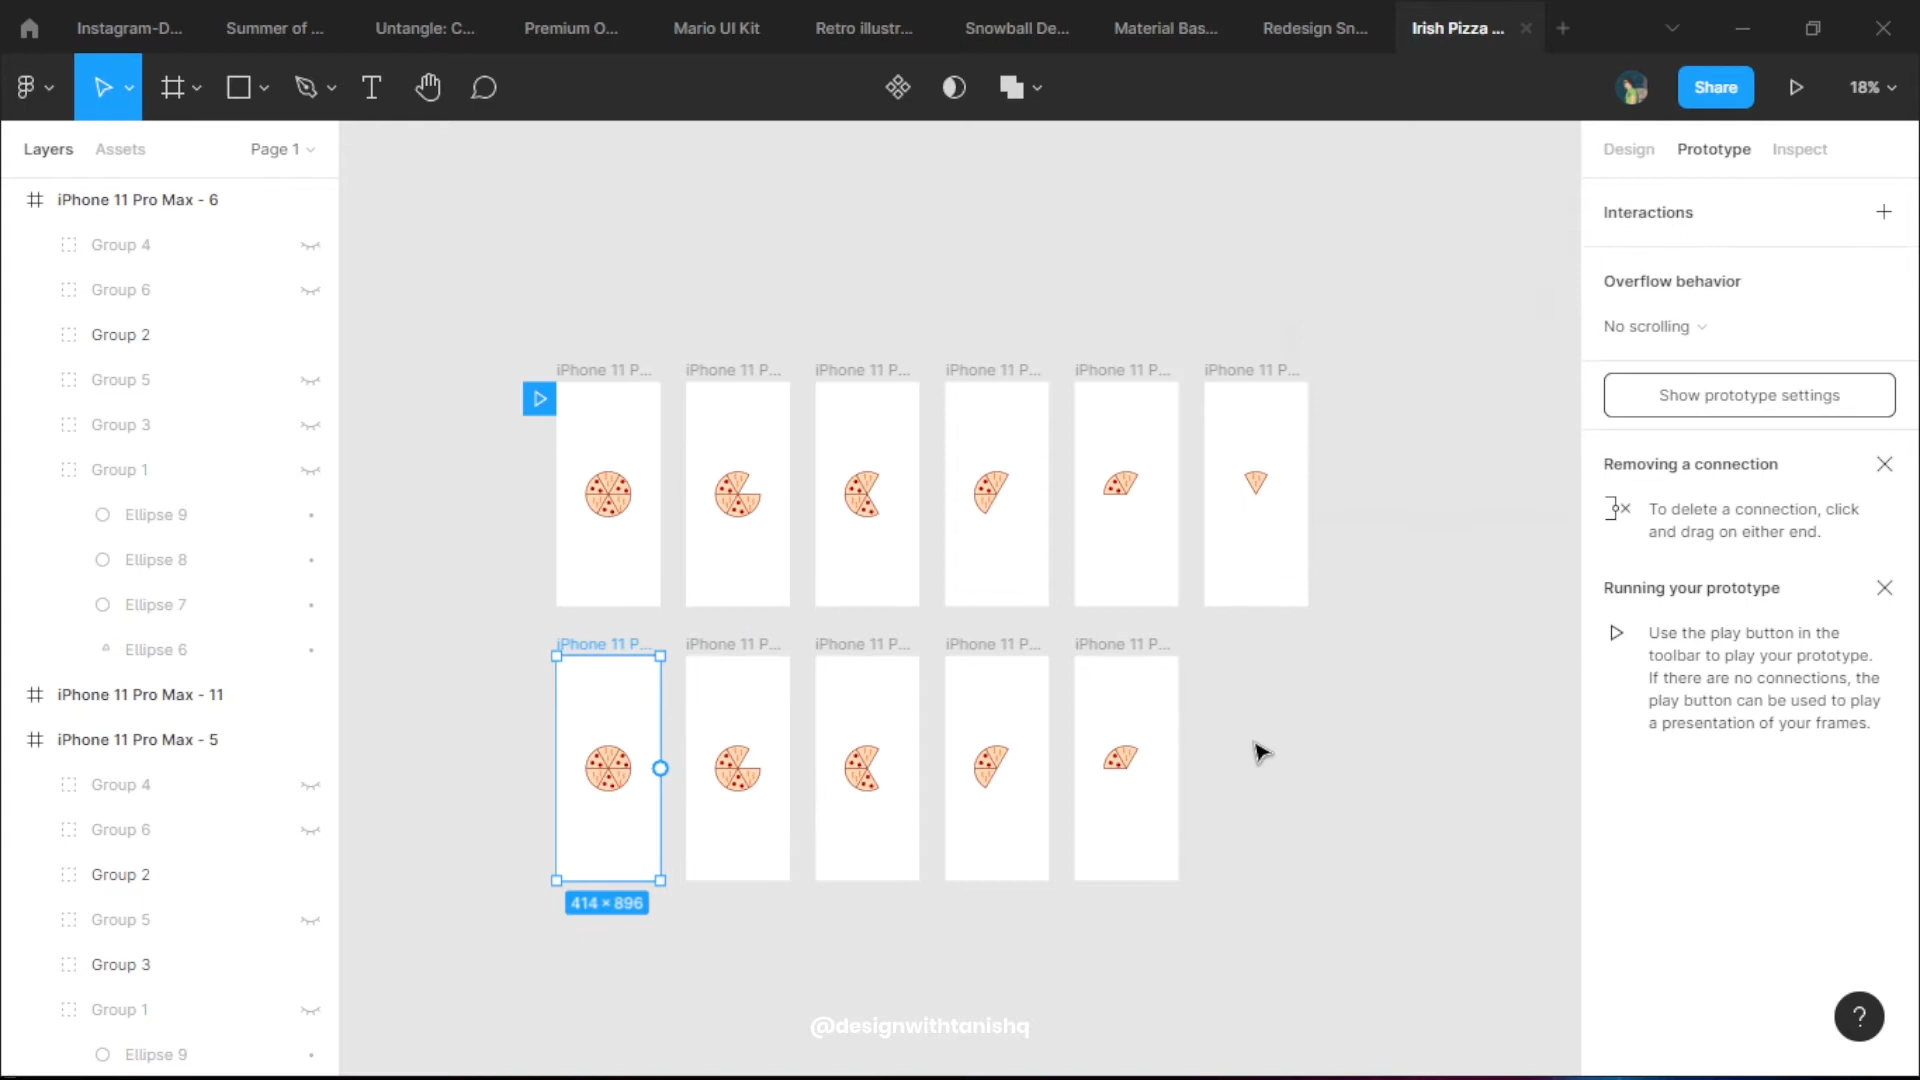 Instagram-D...
Summer of ...
Untangle: C...
Premium O...
Mario UI Kit
Retro illustr...
Snowball De...
Material Bas...
Redesign Sn...
Irish Pizza ...
Share
18%
Layers
Assets
Page 1
iPhone 11 Pro Max - 6
Group 4
Group 6
Group 2
Group 5
Group 3
Group 1
Ellipse 9
Ellipse 8
Ellipse 7
Ellipse 6
iPhone 11 Pro Max - 11
iPhone 11 Pro Max - 5
Group 4
Group 6
Group 2
Group 5
Group 3
Group 1
Ellipse 9
iPhone 11 P...
iPhone 11 P...
iPhone 11 P...
iPhone 11 P...
iPhone 11 P...
iPhone 11 P...
iPhone 11 P...
iPhone 11 P...
iPhone 11 P...
iPhone 11 P...
iPhone 11 P...
414 × 896
@designwithtanishq
Design
Prototype
Inspect
Interactions
Overflow behavior
No scrolling
Show prototype settings
Removing a connection
To delete a connection, click
and drag on either end.
Running your prototype
Use the play button in the
toolbar to play your prototype.
If there are no connections, the
play button can be used to play
a presentation of your frames.
?